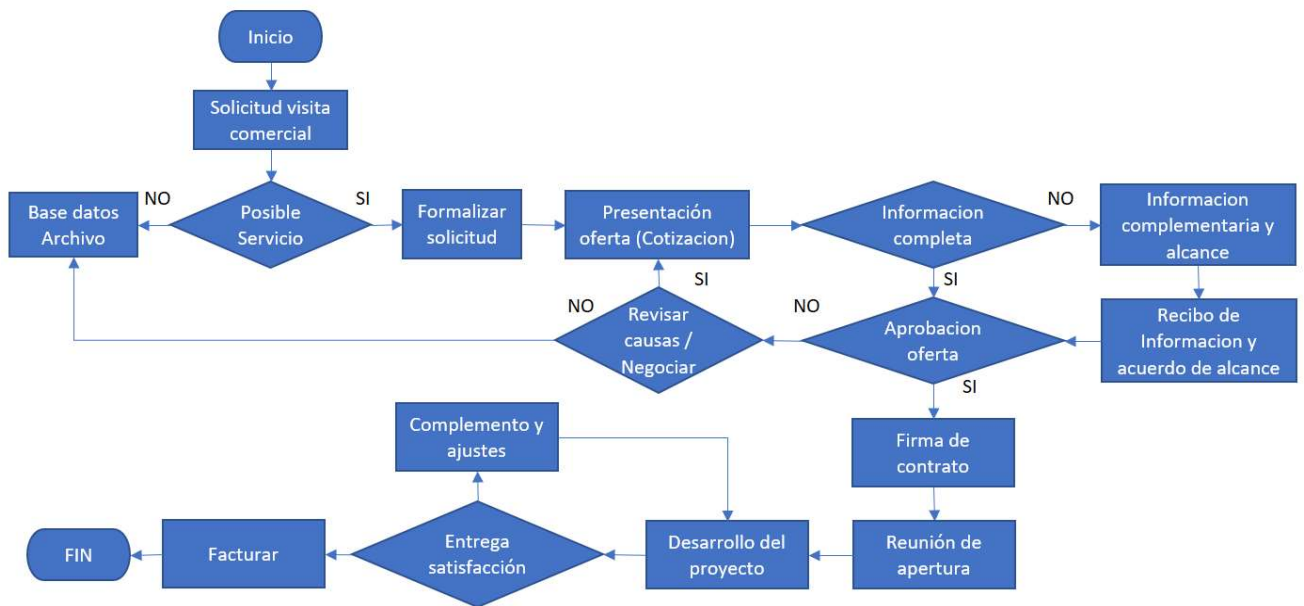 Inicio
Solicitud visita
comercial
NO
SI
Base datos
Archivo
Posible
Servicio
Formalizar
solicitud
Presentación
oferta (Cotizacion)
Informacion
completa
NO
Informacion
complementaria y
alcance
SI
SI
NO
Revisar
causas /
Negociar
NO
Aprobacion
oferta
Recibo de
Informacion y
acuerdo de alcance
SI
Complemento y
ajustes
Firma de
contrato
FIN
Facturar
Entrega
satisfacción
Desarrollo del
proyecto
Reunión de
apertura